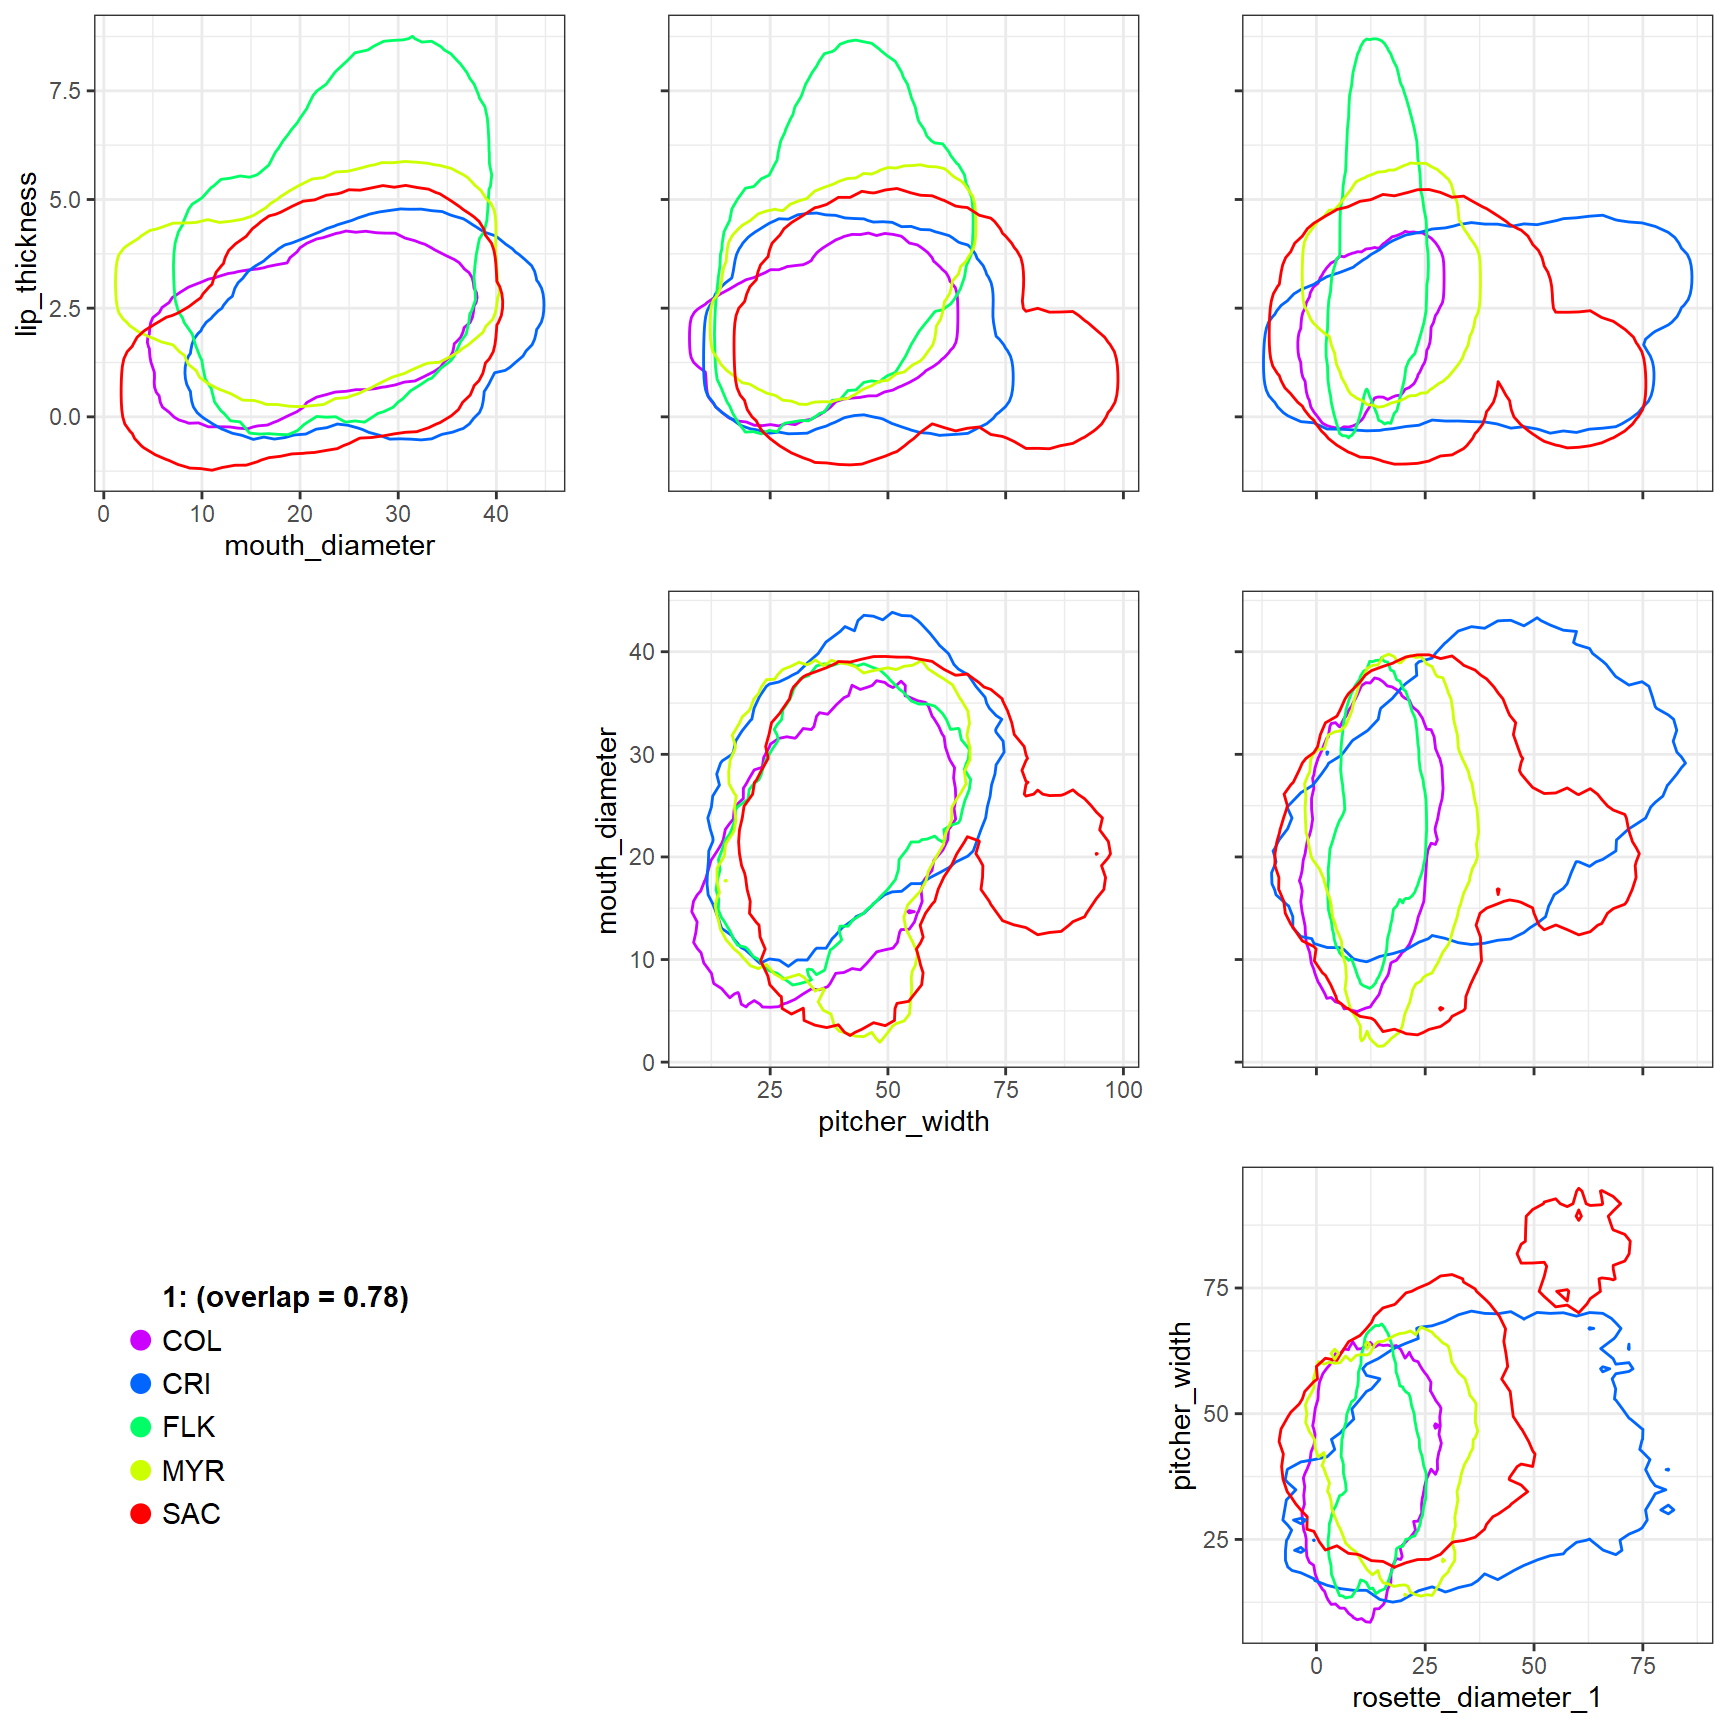 7.5
5.0
2.5
0.0
lip_thickness
0 10 20 30 40
mouth_diameter
40
30
20
10
0
mouth_diameter
25 50 75 100
pitcher_width
75
50
25
pitcher_width
0 25 50 75
rosette_diameter_1
1: (overlap = 0.78)
COL
CRI
FLK
MYR
SAC